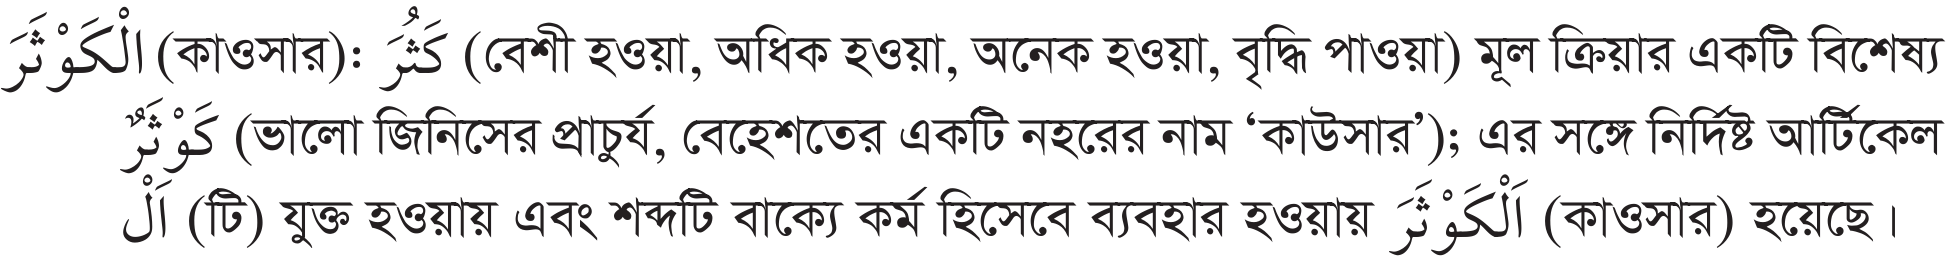 الْكَوْثَرَ (কাওসার): كَثُرَ (বেশী হওয়া, অধিক হওয়া, অনেক হওয়া, বৃদ্ধি পাওয়া) মূল ক্রিয়ার একটি বিশেষ্য
كَوْثَرٌ (ভালো জিনিসের প্রাচুর্য, বেহেশতের একটি নহরের নাম ‘কাউসার’); এর সঙ্গে নির্দিষ্ট আর্টিকেল
اَلْ (টি) যুক্ত হওয়ায় এবং শব্দটি বাক্যে কর্ম হিসেবে ব্যবহার হওয়ায় اَلْكَوْثَرَ (কাওসার) হয়েছে।